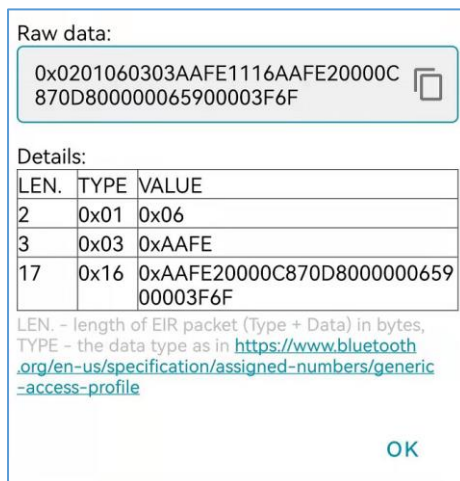 Raw data:
0x0201060303AAFE1116AAFE20000C
870D800000065900003F6F
Details:
LEN. TYPE VALUE
2 0x01 0x06
3 0x03 0xAAFE
17 0x16 0xAAFE20000C870D8000000659
00003F6F
LEN. - length of EIR packet (Type + Data) in bytes,
TYPE - the data type as in https://www.bluetooth
.org/en-us/specification/assigned-numbers/generic
-access-profile
OK